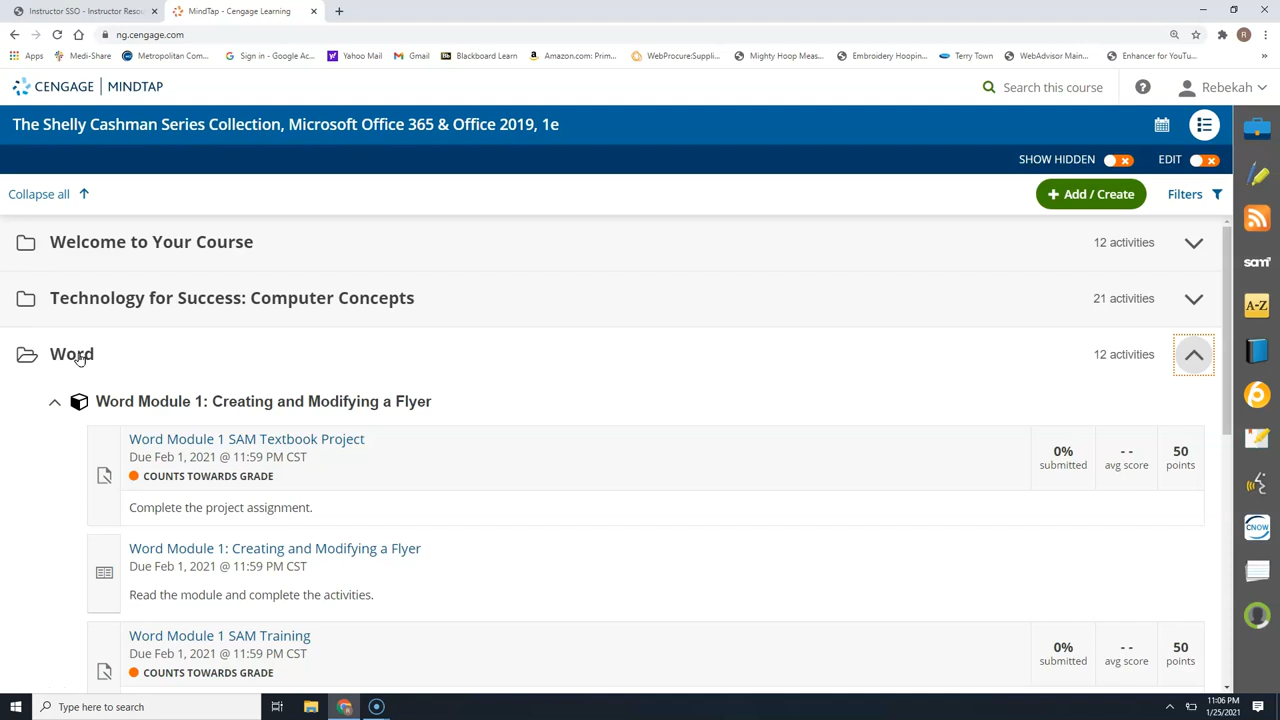 Instructor SSO - Instructor Resou
MindTap - Cengage Learning
ng.cengage.com
R
Apps
Medi-Share
Metropolitan Com...
Sign in - Google Ac...
Yahoo Mail
Gmail
Blackboard Learn
Amazon.com: Prim...
WebProcure:Suppli...
Mighty Hoop Meas...
Embroidery Hoopin...
Terry Town
WebAdvisor Main...
Enhancer for YouTu...
CENGAGE | MINDTAP
Search this course
Rebekah
The Shelly Cashman Series Collection, Microsoft Office 365 & Office 2019, 1e
SHOW HIDDEN
EDIT
Collapse all
+ Add / Create
Filters
Welcome to Your Course
12 activities
Technology for Success: Computer Concepts
21 activities
sam
A-Z
Word
12 activities
Word Module 1: Creating and Modifying a Flyer
Word Module 1 SAM Textbook Project
Due Feb 1, 2021 @ 11:59 PM CST
COUNTS TOWARDS GRADE
0%
submitted
- -
avg score
50
points
Complete the project assignment.
Word Module 1: Creating and Modifying a Flyer
Due Feb 1, 2021 @ 11:59 PM CST
Read the module and complete the activities.
CNOW
Word Module 1 SAM Training
Due Feb 1, 2021 @ 11:59 PM CST
COUNTS TOWARDS GRADE
0%
submitted
- -
avg score
50
points
Type here to search
11:06 PM
1/25/2021